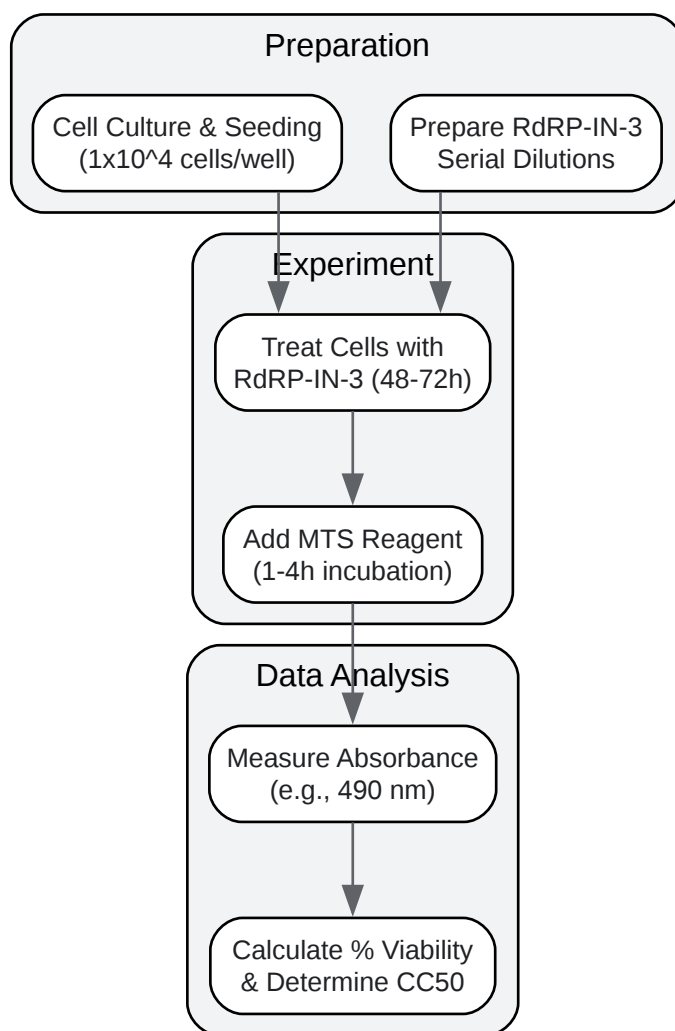 Preparation
Cell Culture & Seeding
(1x10^4 cells/well)
Prepare RdRP-IN-3
Serial Dilutions
Experiment
Treat Cells with
RdRP-IN-3 (48-72h)
Add MTS Reagent
(1-4h incubation)
Data Analysis
Measure Absorbance
(e.g., 490 nm)
Calculate % Viability
& Determine CC50